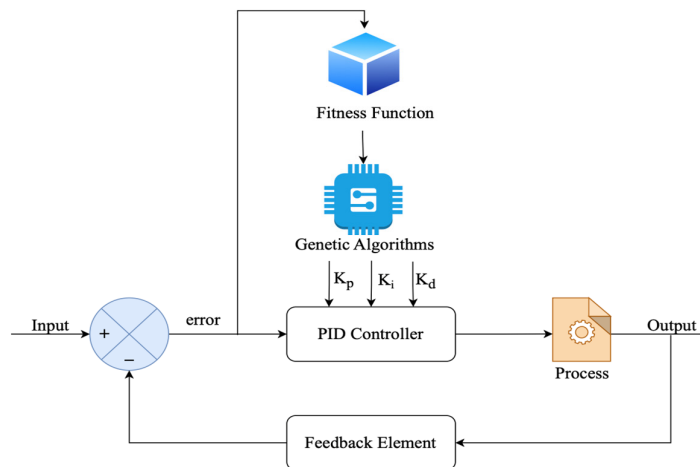 Fitness Function
Genetic Algorithms
Kp
Ki
Kd
Input
+
−
error
PID Controller
Output
Process
Feedback Element